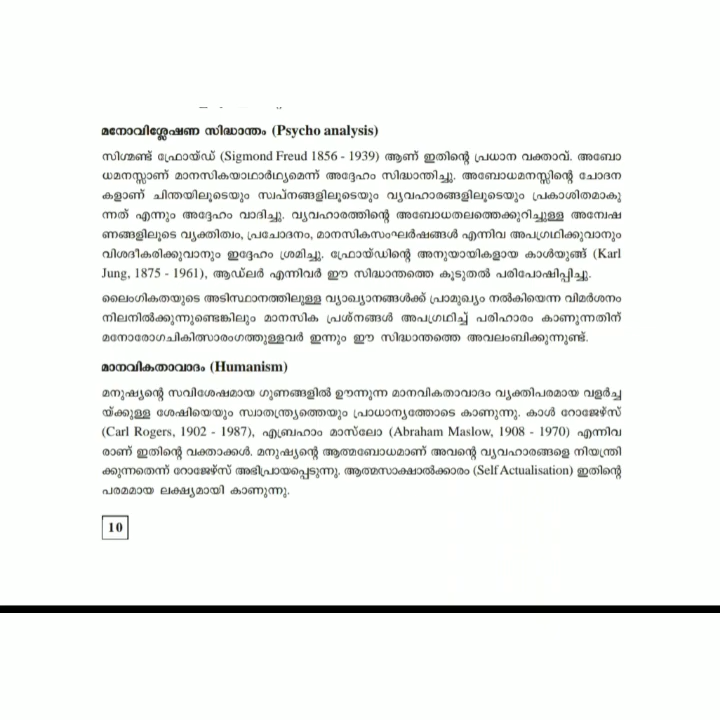 മനോവിശ്ലേഷണ സിദ്ധാന്തം (Psycho analysis)
സിഗ്മണ്ട് ഫ്രോയ്ഡ് (Sigmond Freud 1856 - 1939) ആണ് ഇതിന്റെ പ്രധാന വക്താവ്. അബോ
ധമനസ്സാണ് മാനസികയാഥാർഥ്യമെന്ന് അദ്ദേഹം സിദ്ധാന്തിച്ചു. അബോധമനസ്സിന്റെ ചോദന
കളാണ് ചിന്തയിലൂടെയും സ്വപ്നങ്ങളിലൂടെയും വ്യവഹാരങ്ങളിലൂടെയും പ്രകാശിതമാകു
ന്നത് എന്നും അദ്ദേഹം വാദിച്ചു. വ്യവഹാരത്തിന്റെ അബോധതലത്തെക്കുറിച്ചുള്ള അന്വേഷ
ണങ്ങളിലൂടെ വ്യക്തിത്വം, പ്രചോദനം, മാനസികസംഘർഷങ്ങൾ എന്നിവ അപഗ്രഥിക്കുവാനും
വിശദീകരിക്കുവാനും ഇദ്ദേഹം ശ്രമിച്ചു. ഫ്രോയ്ഡിന്റെ അനുയായികളായ കാൾയുങ്ങ് (Karl
Jung, 1875 - 1961), ആഡ്‌ലർ എന്നിവർ ഈ സിദ്ധാന്തത്തെ കൂടുതൽ പരിപോഷിപ്പിച്ചു.
ലൈംഗികതയുടെ അടിസ്ഥാനത്തിലുള്ള വ്യാഖ്യാനങ്ങൾക്ക് പ്രാമുഖ്യം നൽകിയെന്ന വിമർശനം
നിലനിൽക്കുന്നുണ്ടെങ്കിലും മാനസിക പ്രശ്നങ്ങൾ അപഗ്രഥിച്ച് പരിഹാരം കാണുന്നതിന്
മനോരോഗചികിത്സാരംഗത്തുള്ളവർ ഇന്നും ഈ സിദ്ധാന്തത്തെ അവലംബിക്കുന്നുണ്ട്.
മാനവികതാവാദം (Humanism)
മനുഷ്യന്റെ സവിശേഷമായ ഗുണങ്ങളിൽ ഊന്നുന്ന മാനവികതാവാദം വ്യക്തിപരമായ വളർച്ച
യ്ക്കുള്ള ശേഷിയെയും സ്വാതന്ത്ര്യത്തെയും പ്രാധാന്യത്തോടെ കാണുന്നു. കാൾ റോജേഴ്സ്
(Carl Rogers, 1902 - 1987), എബ്രഹാം മാസ്‌ലോ (Abraham Maslow, 1908 - 1970) എന്നിവ
രാണ് ഇതിന്റെ വക്താക്കൾ. മനുഷ്യന്റെ ആത്മബോധമാണ് അവന്റെ വ്യവഹാരങ്ങളെ നിയന്ത്രി
ക്കുന്നതെന്ന് റോജേഴ്സ് അഭിപ്രായപ്പെടുന്നു. ആത്മസാക്ഷാൽക്കാരം (Self Actualisation) ഇതിന്റെ
പരമമായ ലക്ഷ്യമായി കാണുന്നു.
10